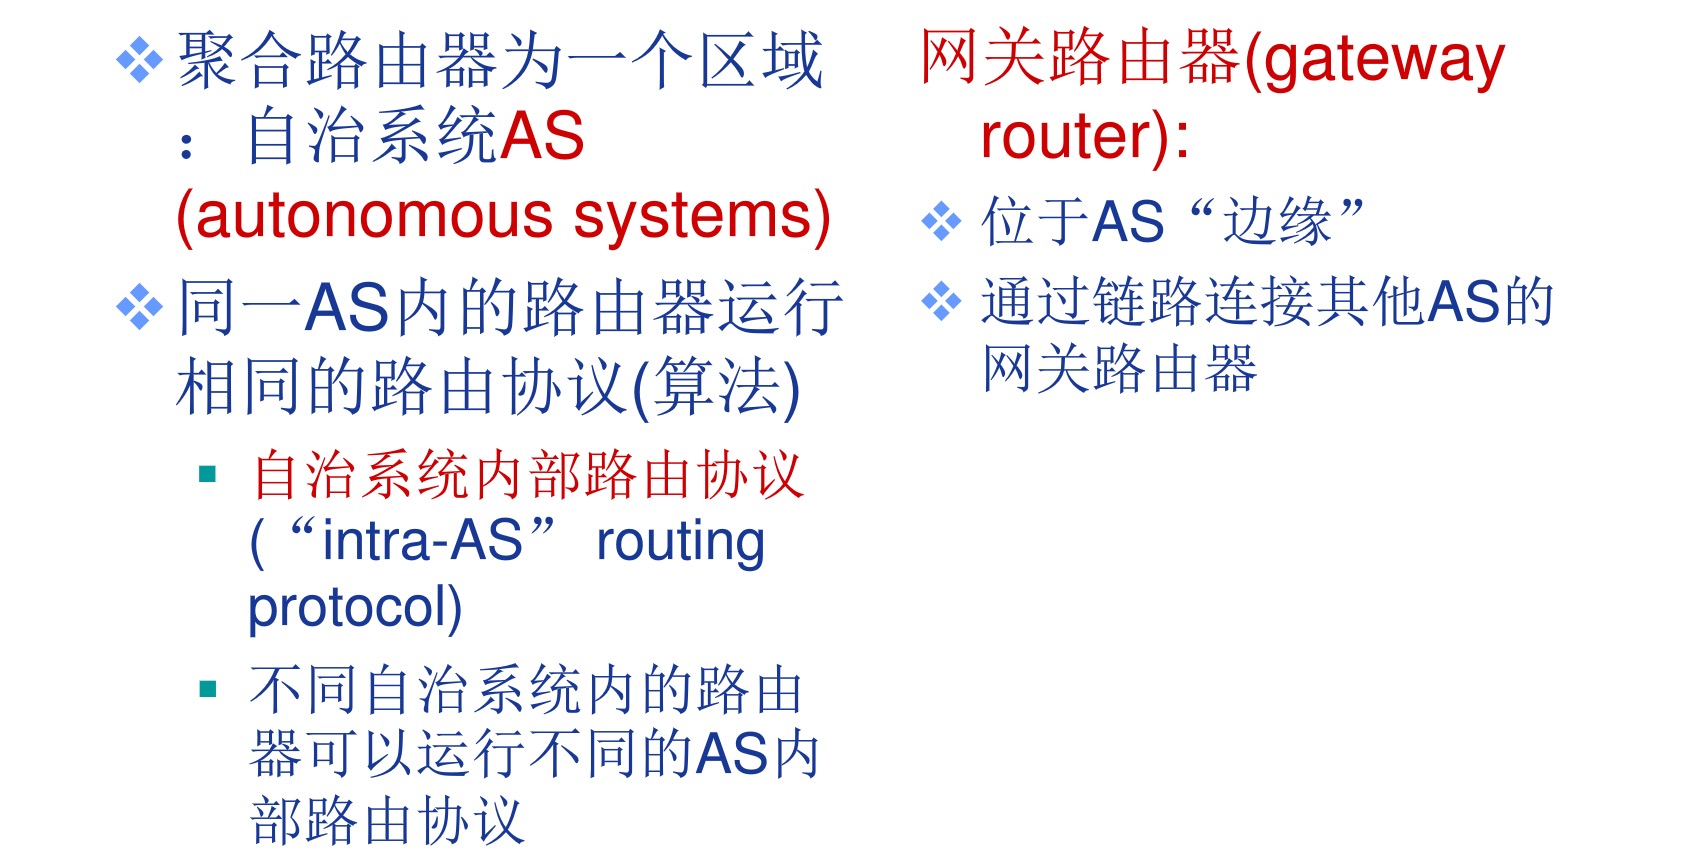 聚合路由器为一个区域
：自治系统AS
(autonomous systems)
同一AS内的路由器运行
相同的路由协议(算法)
自治系统内部路由协议
(“intra-AS” routing
protocol)
不同自治系统内的路由
器可以运行不同的AS内
部路由协议
网关路由器(gateway
router):
位于AS“边缘”
通过链路连接其他AS的
网关路由器